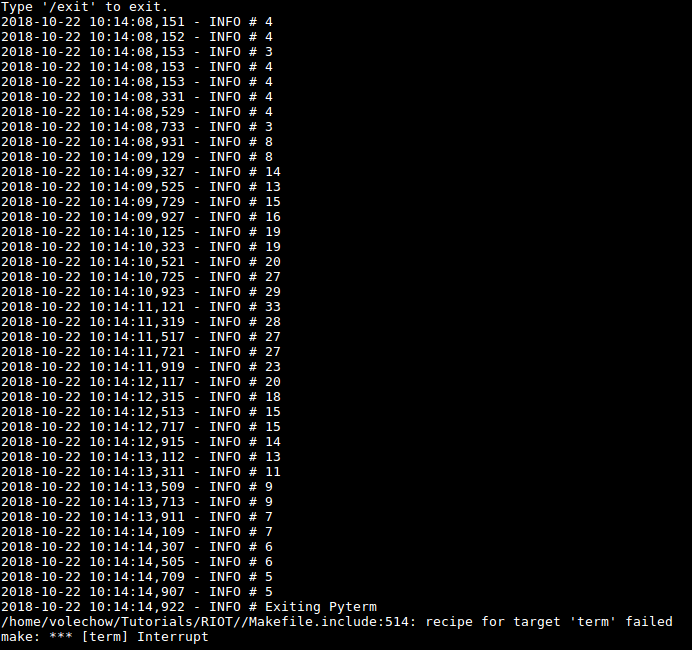 Type '/exit' to exit.
2018-10-22 10:14:08,151 - INFO # 4
2018-10-22 10:14:08,152 - INFO # 4
2018-10-22 10:14:08,153 - INFO # 3
2018-10-22 10:14:08,153 - INFO # 4
2018-10-22 10:14:08,153 - INFO # 4
2018-10-22 10:14:08,331 - INFO # 4
2018-10-22 10:14:08,529 - INFO # 4
2018-10-22 10:14:08,733 - INFO # 3
2018-10-22 10:14:08,931 - INFO # 8
2018-10-22 10:14:09,129 - INFO # 8
2018-10-22 10:14:09,327 - INFO # 14
2018-10-22 10:14:09,525 - INFO # 13
2018-10-22 10:14:09,729 - INFO # 15
2018-10-22 10:14:09,927 - INFO # 16
2018-10-22 10:14:10,125 - INFO # 19
2018-10-22 10:14:10,323 - INFO # 19
2018-10-22 10:14:10,521 - INFO # 20
2018-10-22 10:14:10,725 - INFO # 27
2018-10-22 10:14:10,923 - INFO # 29
2018-10-22 10:14:11,121 - INFO # 33
2018-10-22 10:14:11,319 - INFO # 28
2018-10-22 10:14:11,517 - INFO # 27
2018-10-22 10:14:11,721 - INFO # 27
2018-10-22 10:14:11,919 - INFO # 23
2018-10-22 10:14:12,117 - INFO # 20
2018-10-22 10:14:12,315 - INFO # 18
2018-10-22 10:14:12,513 - INFO # 15
2018-10-22 10:14:12,717 - INFO # 15
2018-10-22 10:14:12,915 - INFO # 14
2018-10-22 10:14:13,112 - INFO # 13
2018-10-22 10:14:13,311 - INFO # 11
2018-10-22 10:14:13,509 - INFO # 9
2018-10-22 10:14:13,713 - INFO # 9
2018-10-22 10:14:13,911 - INFO # 7
2018-10-22 10:14:14,109 - INFO # 7
2018-10-22 10:14:14,307 - INFO # 6
2018-10-22 10:14:14,505 - INFO # 6
2018-10-22 10:14:14,709 - INFO # 5
2018-10-22 10:14:14,907 - INFO # 5
2018-10-22 10:14:14,922 - INFO # Exiting Pyterm
/home/volechow/Tutorials/RIOT//Makefile.include:514: recipe for target 'term' failed
make: *** [term] Interrupt